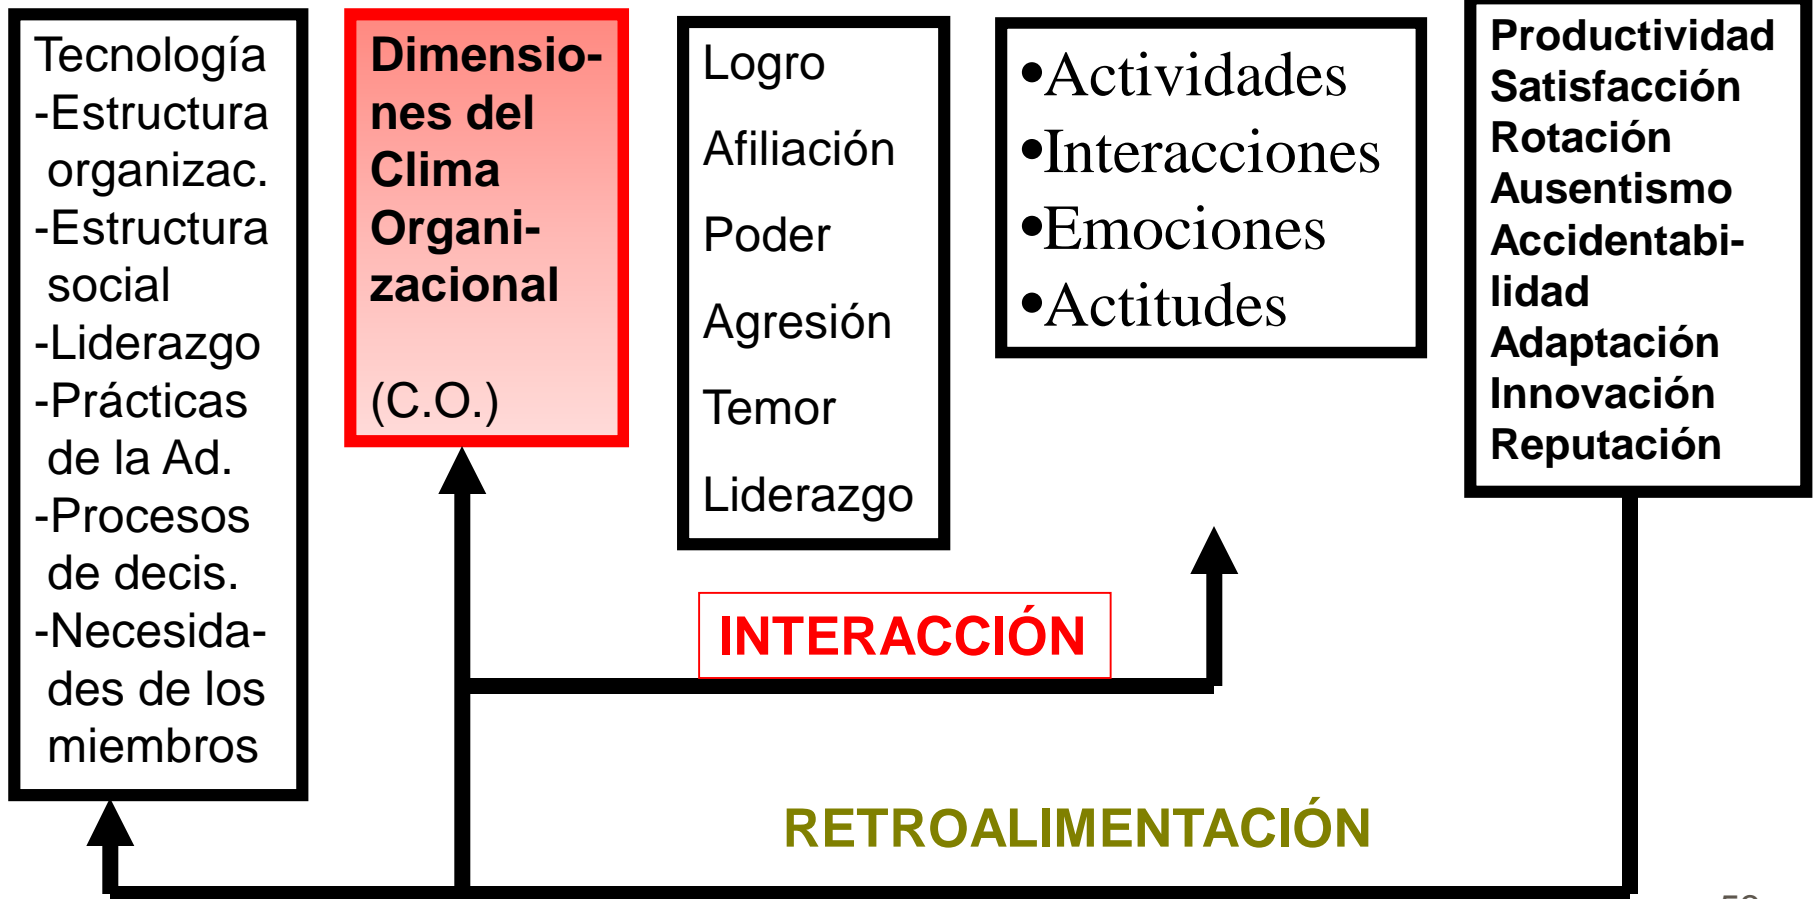 Tecnología
-Estructura
organizac.
-Estructura
social
-Liderazgo
-Prácticas
de la Ad.
-Procesos
de decis.
-Necesida-
des de los
miembros
Dimensio-
nes del
Clima
Organi-
zacional
(C.O.)
Logro
Afiliación
Poder
Agresión
Temor
Liderazgo
•Actividades
•Interacciones
•Emociones
•Actitudes
Productividad
Satisfacción
Rotación
Ausentismo
Accidentabi-
lidad
Adaptación
Innovación
Reputación
INTERACCIÓN
RETROALIMENTACIÓN